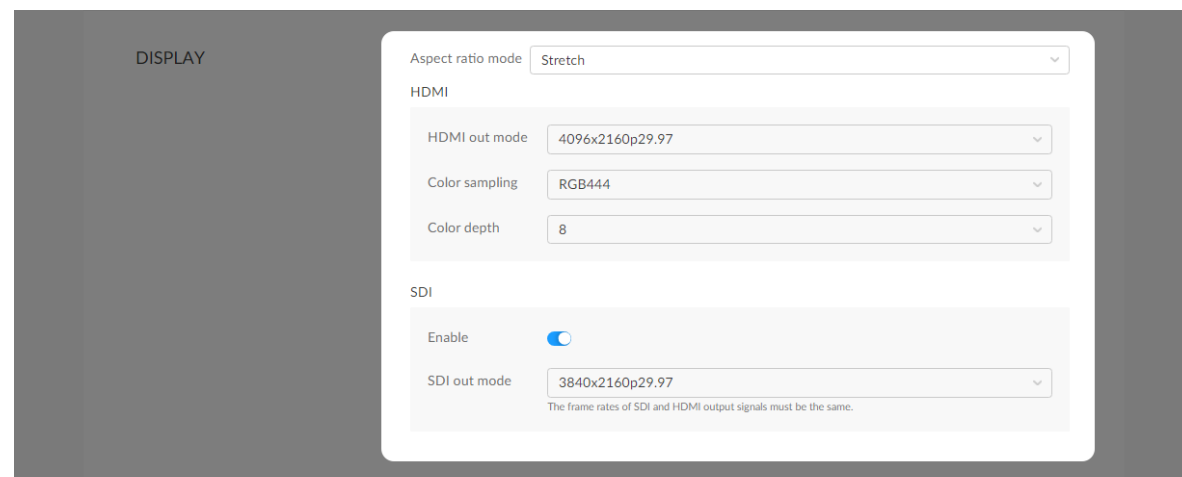 DISPLAY
Aspect ratio mode Stretch
HDMI
HDMI out mode 4096x2160p29.97
Color sampling RGB444
Color depth 8
SDI
Enable
SDI out mode 3840x2160p29.97
The frame rates of SDI and HDMI output signals must be the same.